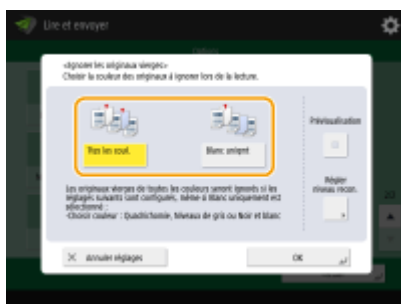 Lire et envoyer
<Ignorer les originaux vierges>
Choisir la couleur des originaux à ignorer lors de la lecture.
Prévisualisation
Ttes les coul.
Blanc uniqnt
Régler
niveau recon.
Les originaux vierges de toutes les couleurs seront ignorés si les
réglages suivants sont configurés, même si Blanc uniquement est
sélectionné :
-Choisir couleur : Quadrichromie, Niveaux de gris ou Noir et blanc
Annuler réglages
OK